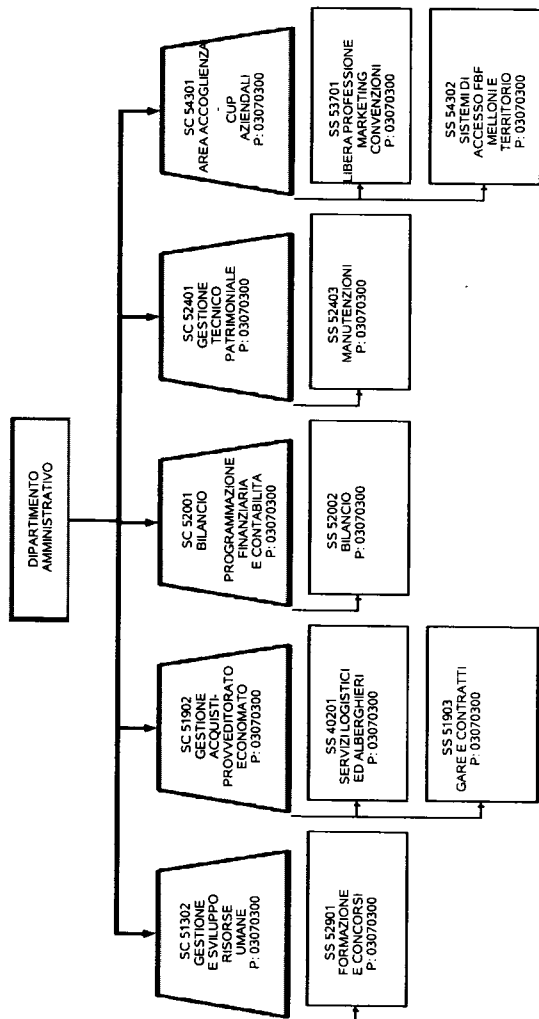 DIPARTIMENTO
AMMINISTRATIVO
SC 51302
GESTIONE
E SVILUPPO
RISORSE
UMANE
P: 03070300
SS 52901
FORMAZIONE
E CONCORSI
P: 03070300
SC 51902
GESTIONE
ACQUISTI-
PROVVEDITORATO
ECONOMATO
P: 03070300
SS 40201
SERVIZI LOGISTICI
ED ALBERGHIERI
P: 03070300
SS 51903
GARE E CONTRATTI
P: 03070300
SC 52001
BILANCIO
PROGRAMMAZIONE
FINANZIARIA
E CONTABILITA
P: 03070300
SS 52002
BILANCIO
P: 03070300
SC 52401
GESTIONE
TECNICO
PATRIMONIALE
P: 03070300
SS 52403
MANUTENZIONI
P: 03070300
SC 54301
AREA ACCOGLIENZA
CUP
AZIENDALI
P: 03070300
SS 53701
LIBERA PROFESSIONE
MARKETING
CONVENZIONI
P: 03070300
SS 54302
SISTEMI DI
ACCESSO FBF
MELLONI E
TERRITORIO
P: 03070300